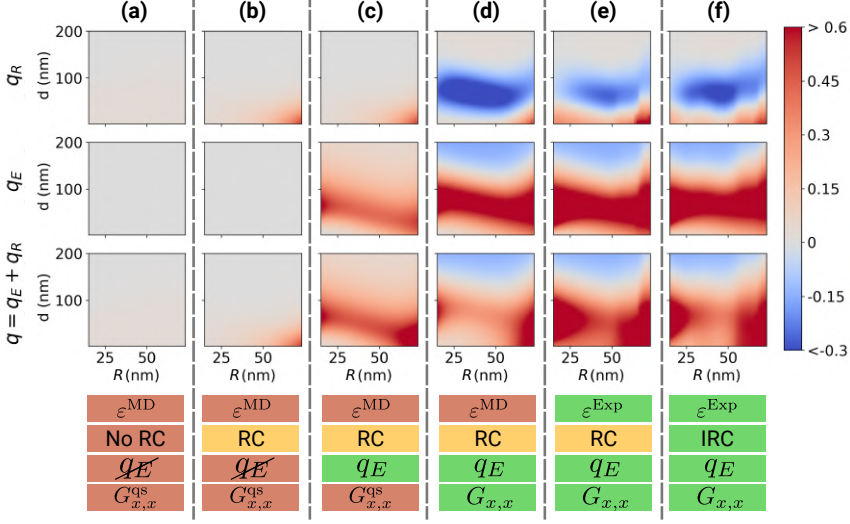 (a) (b) (c) (d) (e) (f)
q_R d (nm) 200 100
> 0.6
0.45
0.3
0.15
0
-0.15
<-0.3
q_E d (nm) 200 100
q = q_E + q_R d (nm) 200 100
25 50 25 50 25 50 25 50 25 50 25 50
R (nm) R (nm) R (nm) R (nm) R (nm) R (nm)
ε^MD ε^MD ε^MD ε^MD ε^Exp ε^Exp
No RC RC RC RC RC IRC
q_E q_E q_E q_E q_E q_E
G^qs_x,x G^qs_x,x G^qs_x,x G_x,x G_x,x G_x,x